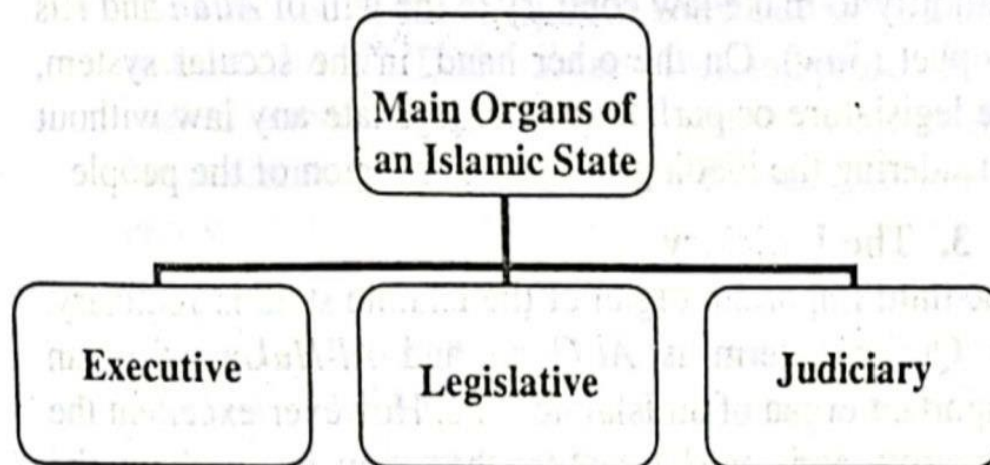 Main Organs of
an Islamic State
Executive
Legislative
Judiciary